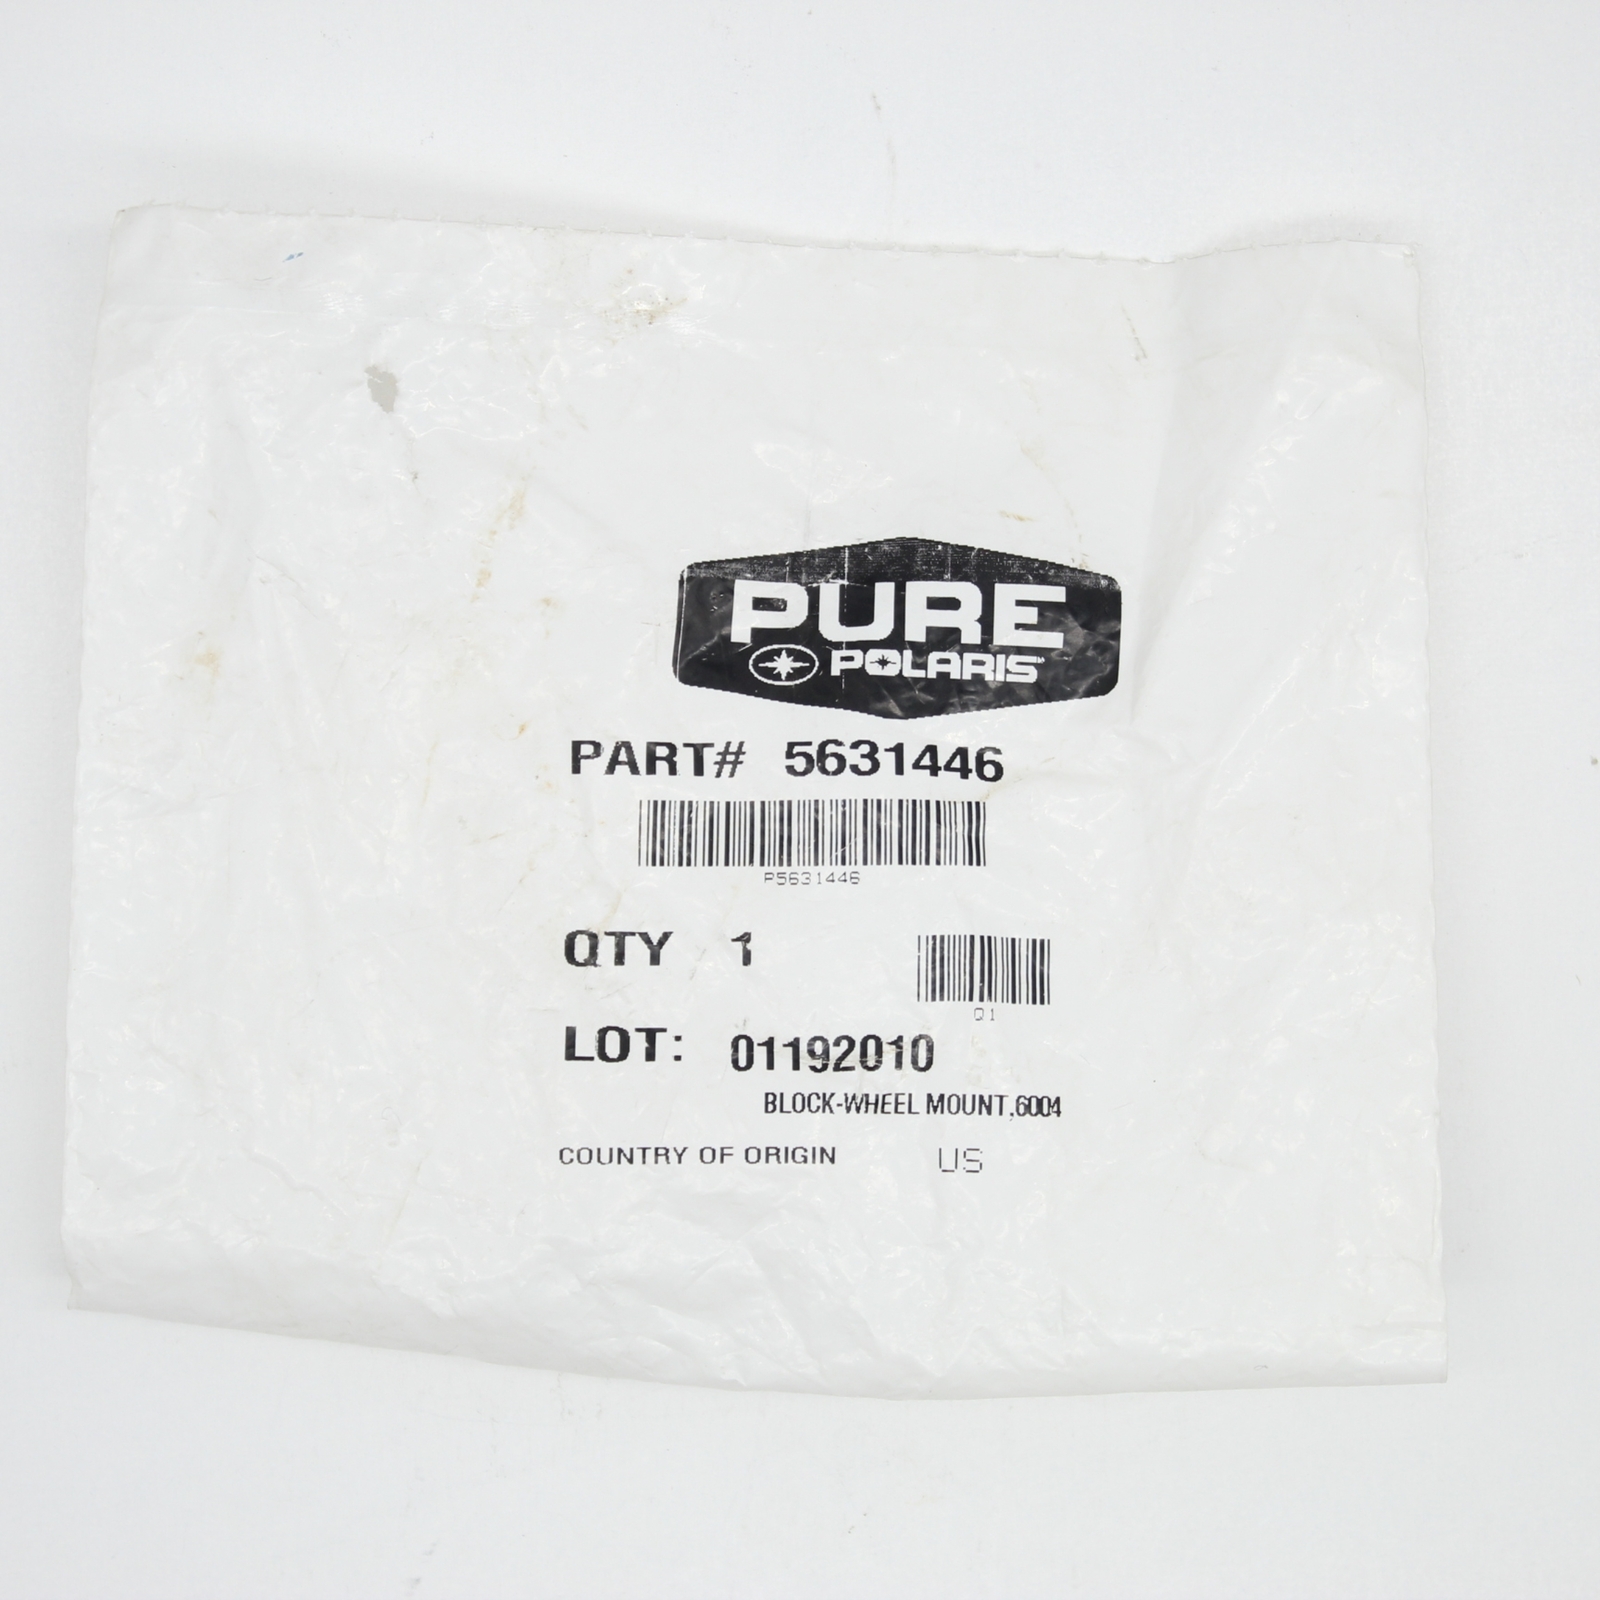 PURE
POLARIS
PART# 5631446
P5631446
QTY 1
Q1
LOT: 01192010
BLOCK-WHEEL MOUNT,6004
COUNTRY OF ORIGIN US